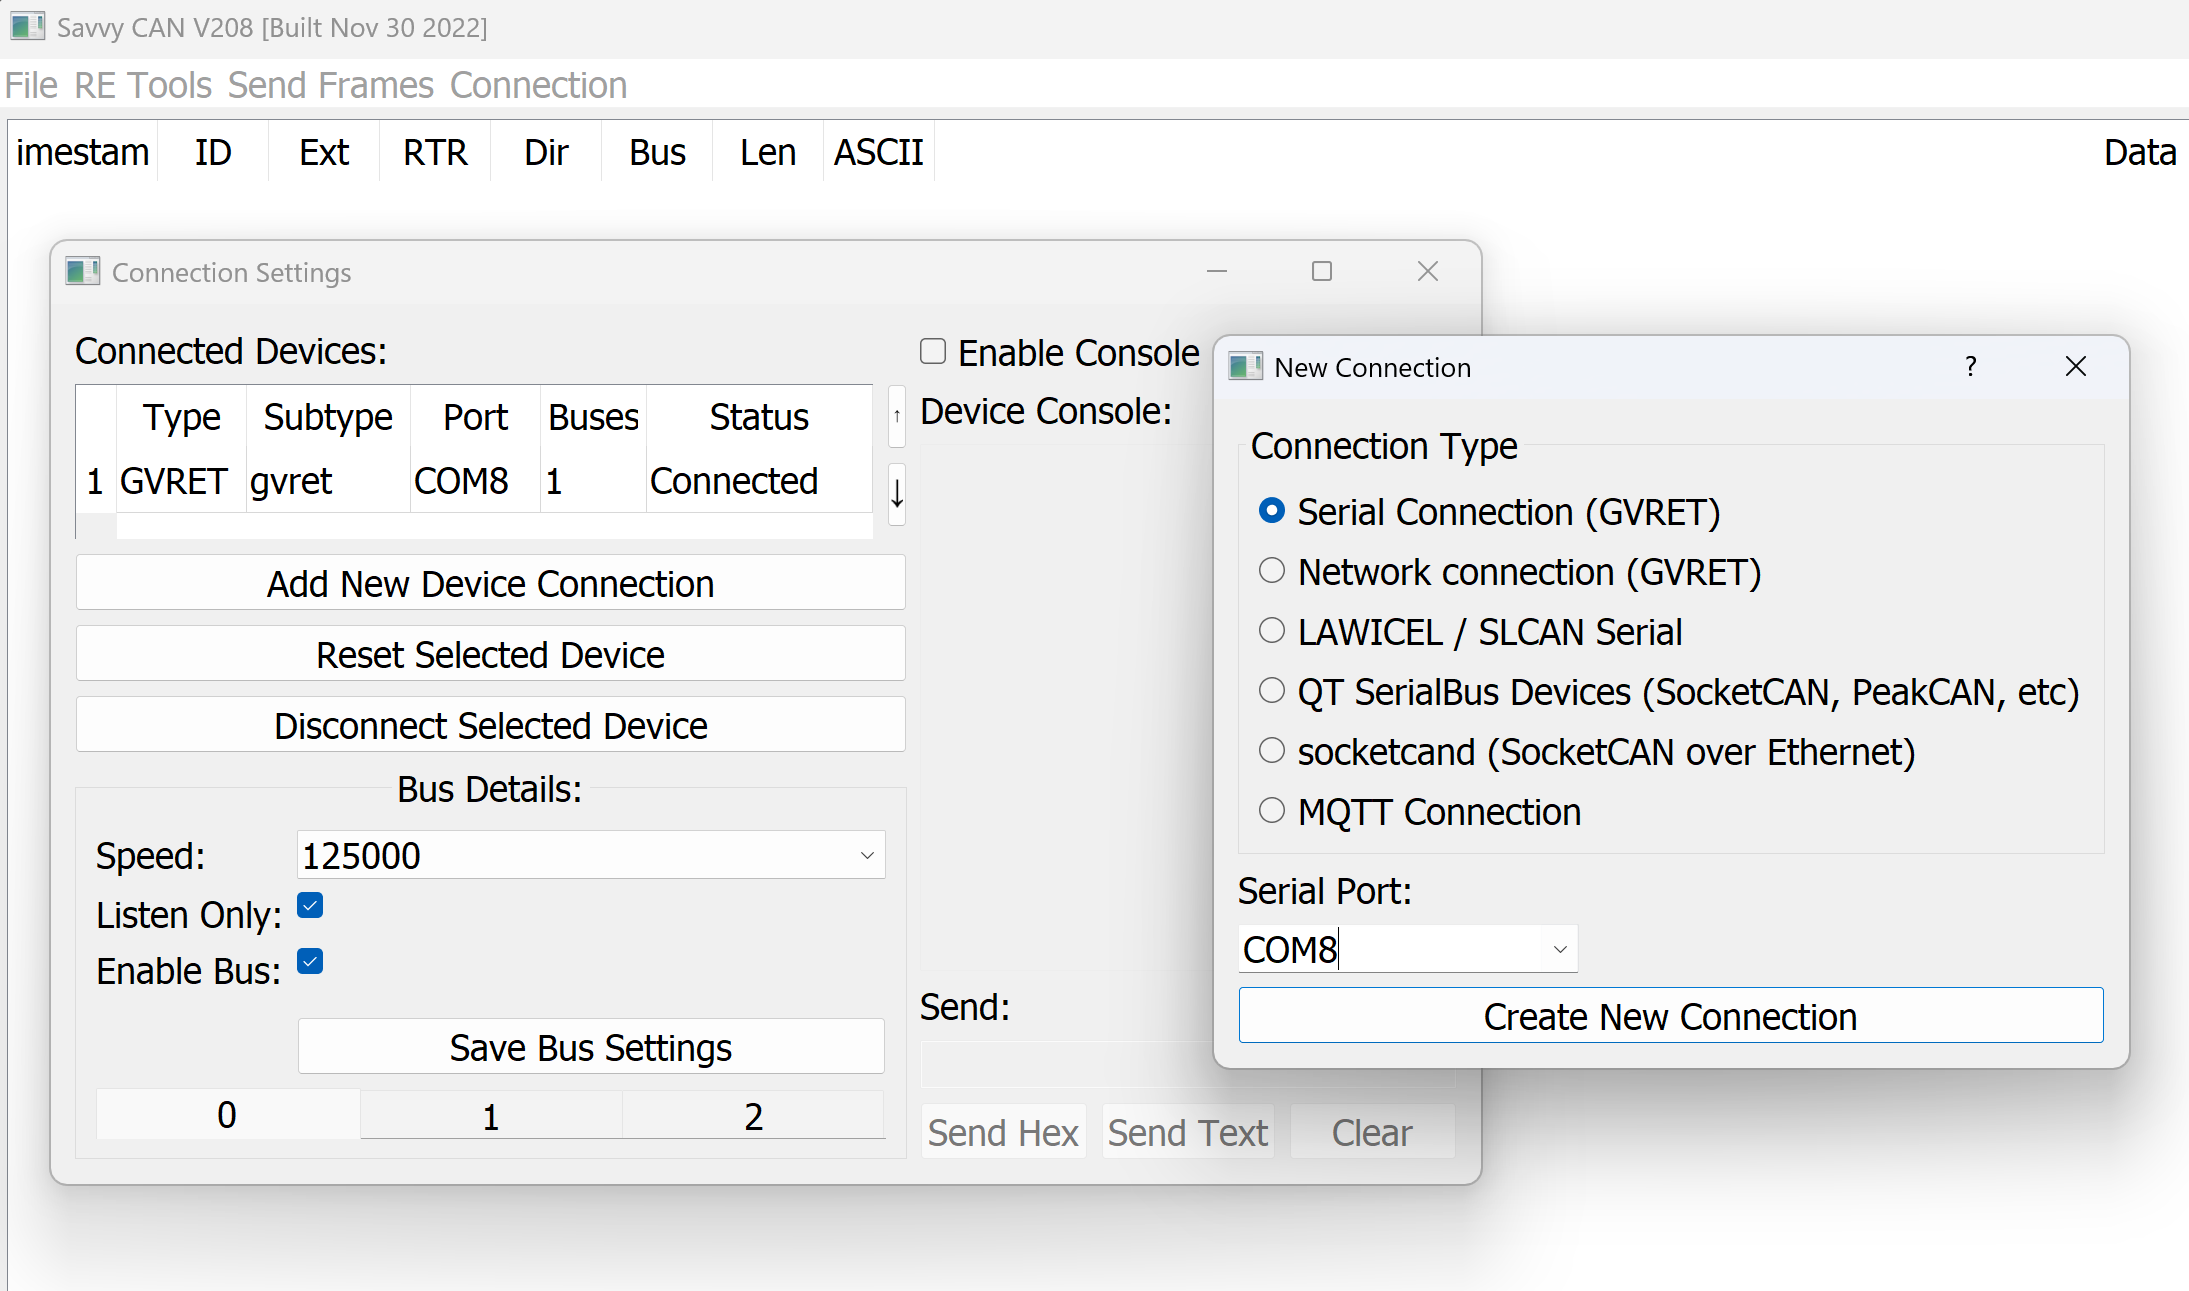 Savvy CAN V208 [Built Nov 30 2022]
File RE Tools Send Frames Connection
imestam ID Ext RTR Dir Bus Len ASCII Data
Connection Settings
Connected Devices:
Type Subtype Port Buses Status
1 GVRET gvret COM8 1 Connected
↑
↓
Add New Device Connection
Reset Selected Device
Disconnect Selected Device
Bus Details:
Speed: 125000
Listen Only:
Enable Bus:
Save Bus Settings
0 1 2
Enable Console
Device Console:
Send:
Send Hex Send Text Clear
New Connection ?
Connection Type
Serial Connection (GVRET)
Network connection (GVRET)
LAWICEL / SLCAN Serial
QT SerialBus Devices (SocketCAN, PeakCAN, etc)
socketcand (SocketCAN over Ethernet)
MQTT Connection
Serial Port:
COM8
Create New Connection